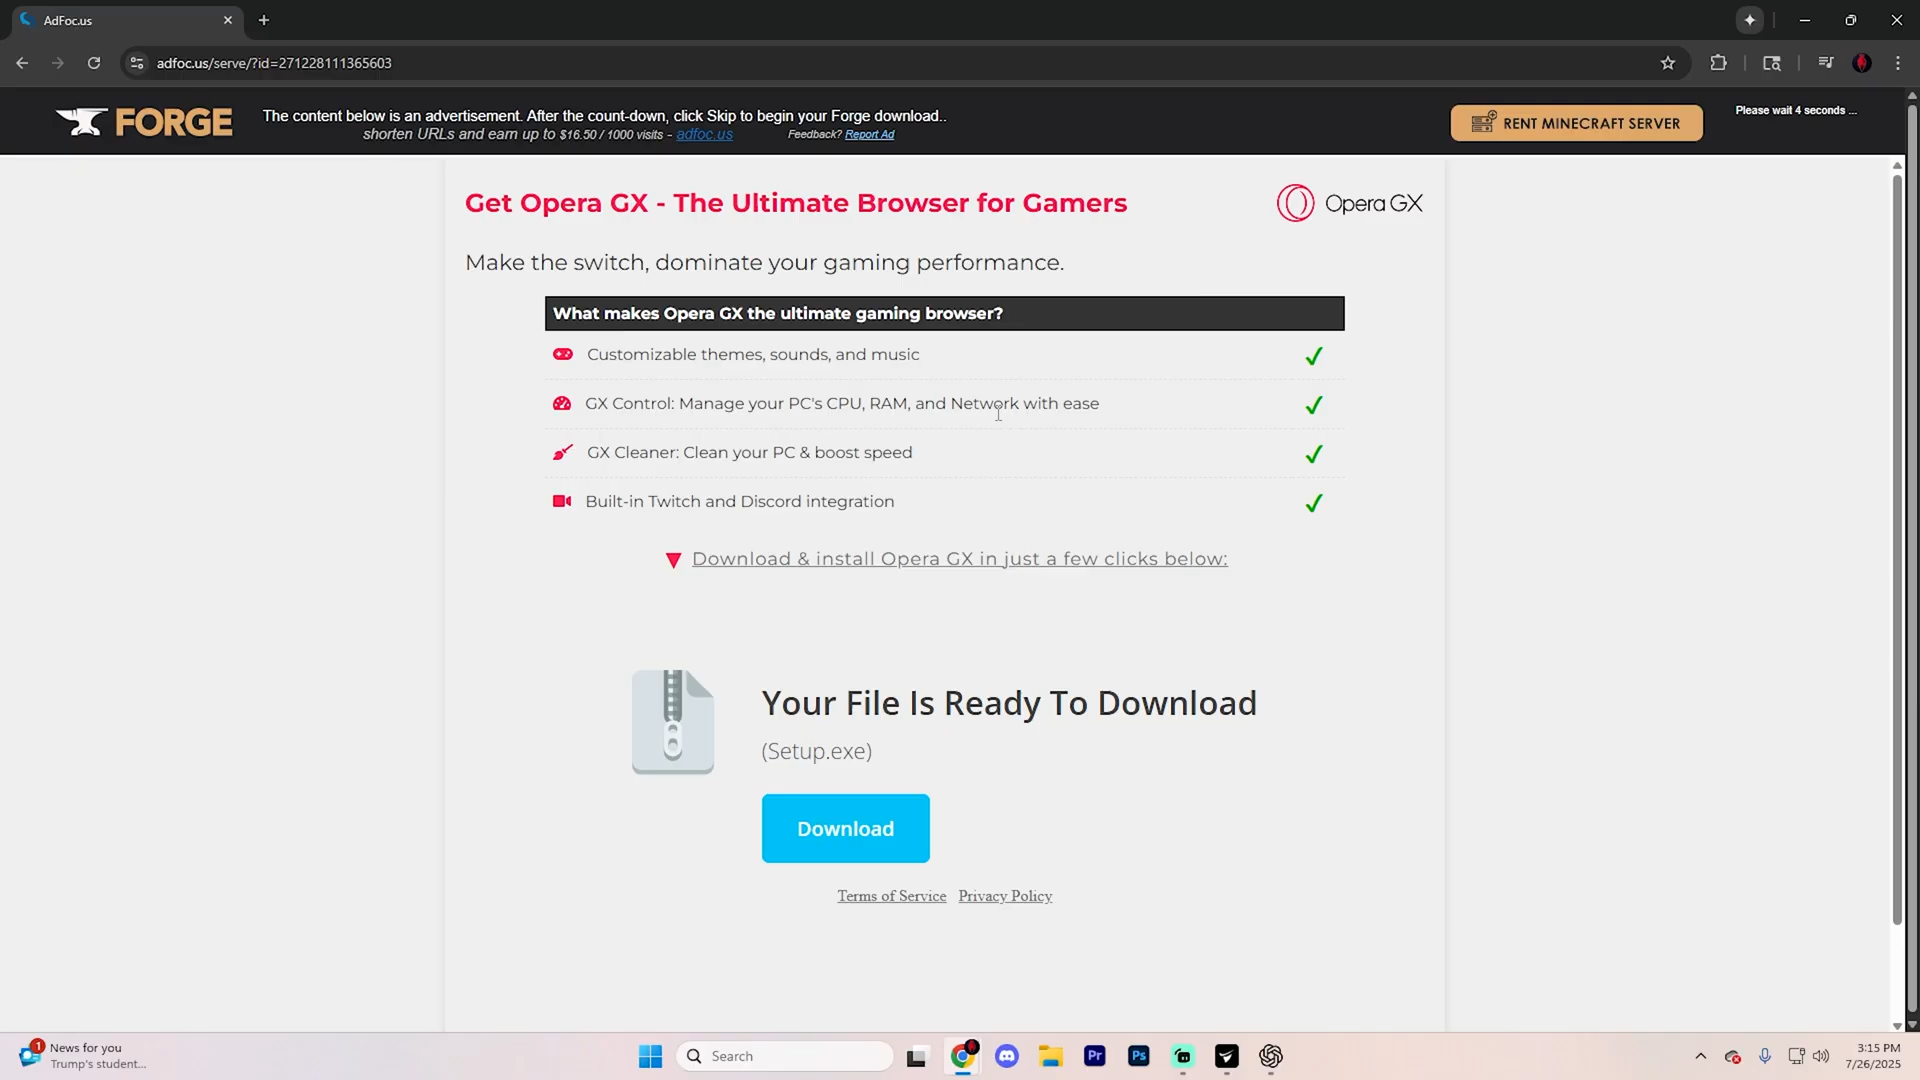 AdFoc.us
adfoc.us/serve/?id=271228111365603
FORGE
The content below is an advertisement. After the count-down, click Skip to begin your Forge download..
shorten URLs and earn up to $16.50 / 1000 visits - adfoc.us Feedback? Report Ad
RENT MINECRAFT SERVER
Please wait 4 seconds ...
Get Opera GX - The Ultimate Browser for Gamers
Opera GX
Make the switch, dominate your gaming performance.
What makes Opera GX the ultimate gaming browser?
Customizable themes, sounds, and music
GX Control: Manage your PC's CPU, RAM, and Network with ease
GX Cleaner: Clean your PC & boost speed
Built-in Twitch and Discord integration
Download & install Opera GX in just a few clicks below:
Your File Is Ready To Download
(Setup.exe)
Download
Terms of Service Privacy Policy
1
News for you
Trump's student...
Search
Pr
Ps
3:15 PM
7/26/2025